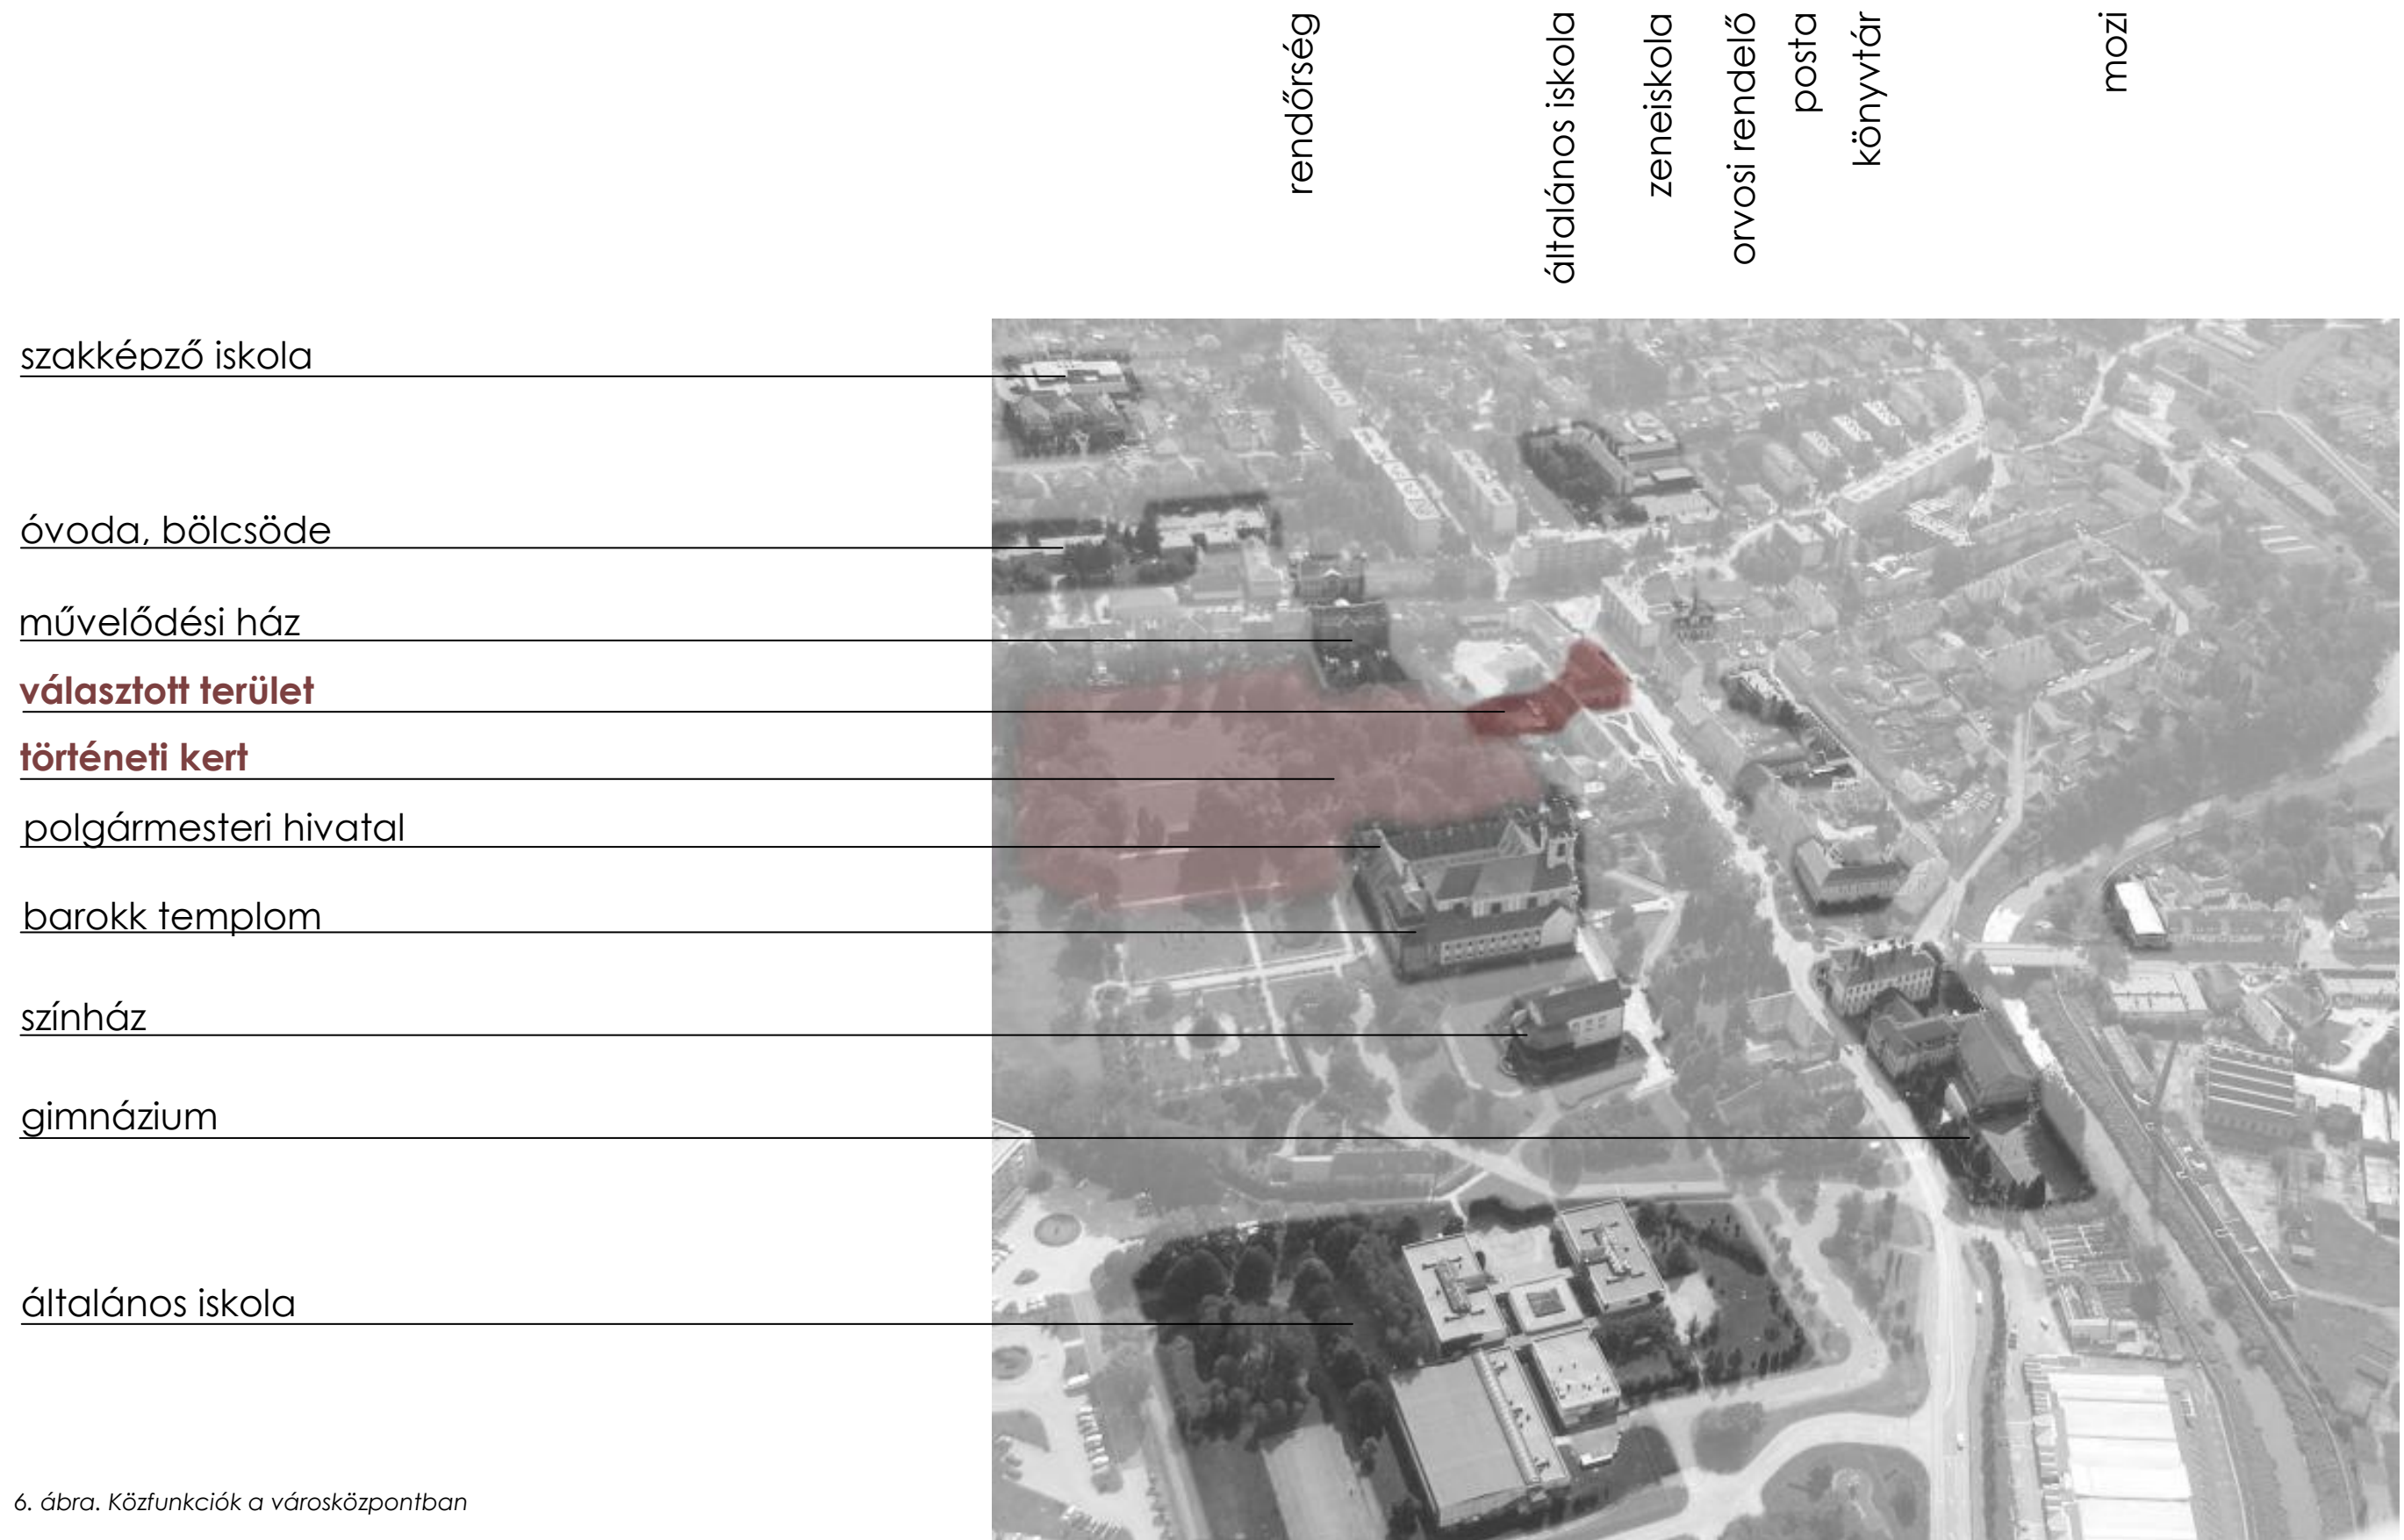 rendőrség
általános iskola
zeneiskola
orvosi rendelő
posta
könyvtár
mozi
szakképző iskola
óvoda, bölcsöde
művelődési ház
választott terület
történeti kert
polgármesteri hivatal
barokk templom
színház
gimnázium
általános iskola
6. ábra. Közfunkciók a városközpontban